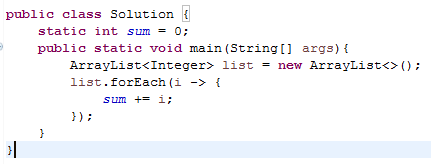 public class Solution {
    static int sum = 0;
    public static void main(String[] args){
        ArrayList<Integer> list = new ArrayList<>();
        list.forEach(i -> {
            sum += i;
        });
    }
}